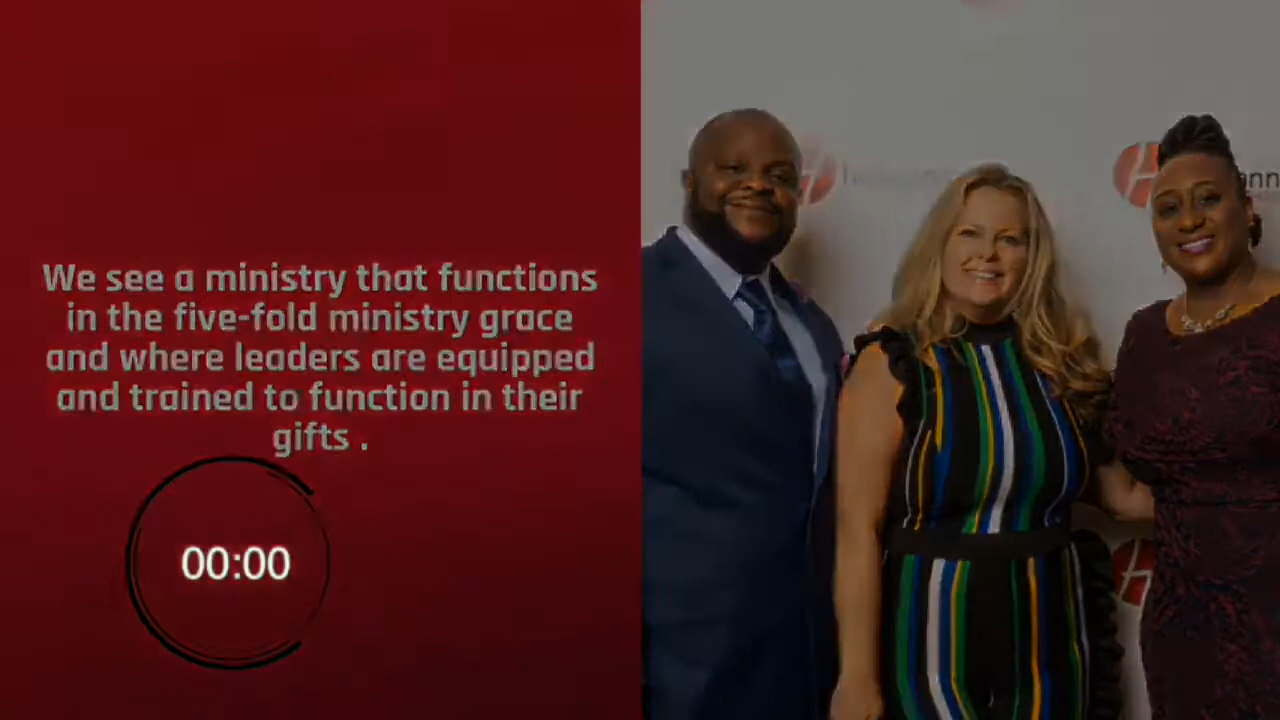 We see a ministry that functions
in the five-fold ministry grace
and where leaders are equipped
and trained to function in their
gifts .
00:00
H
H
ann
H